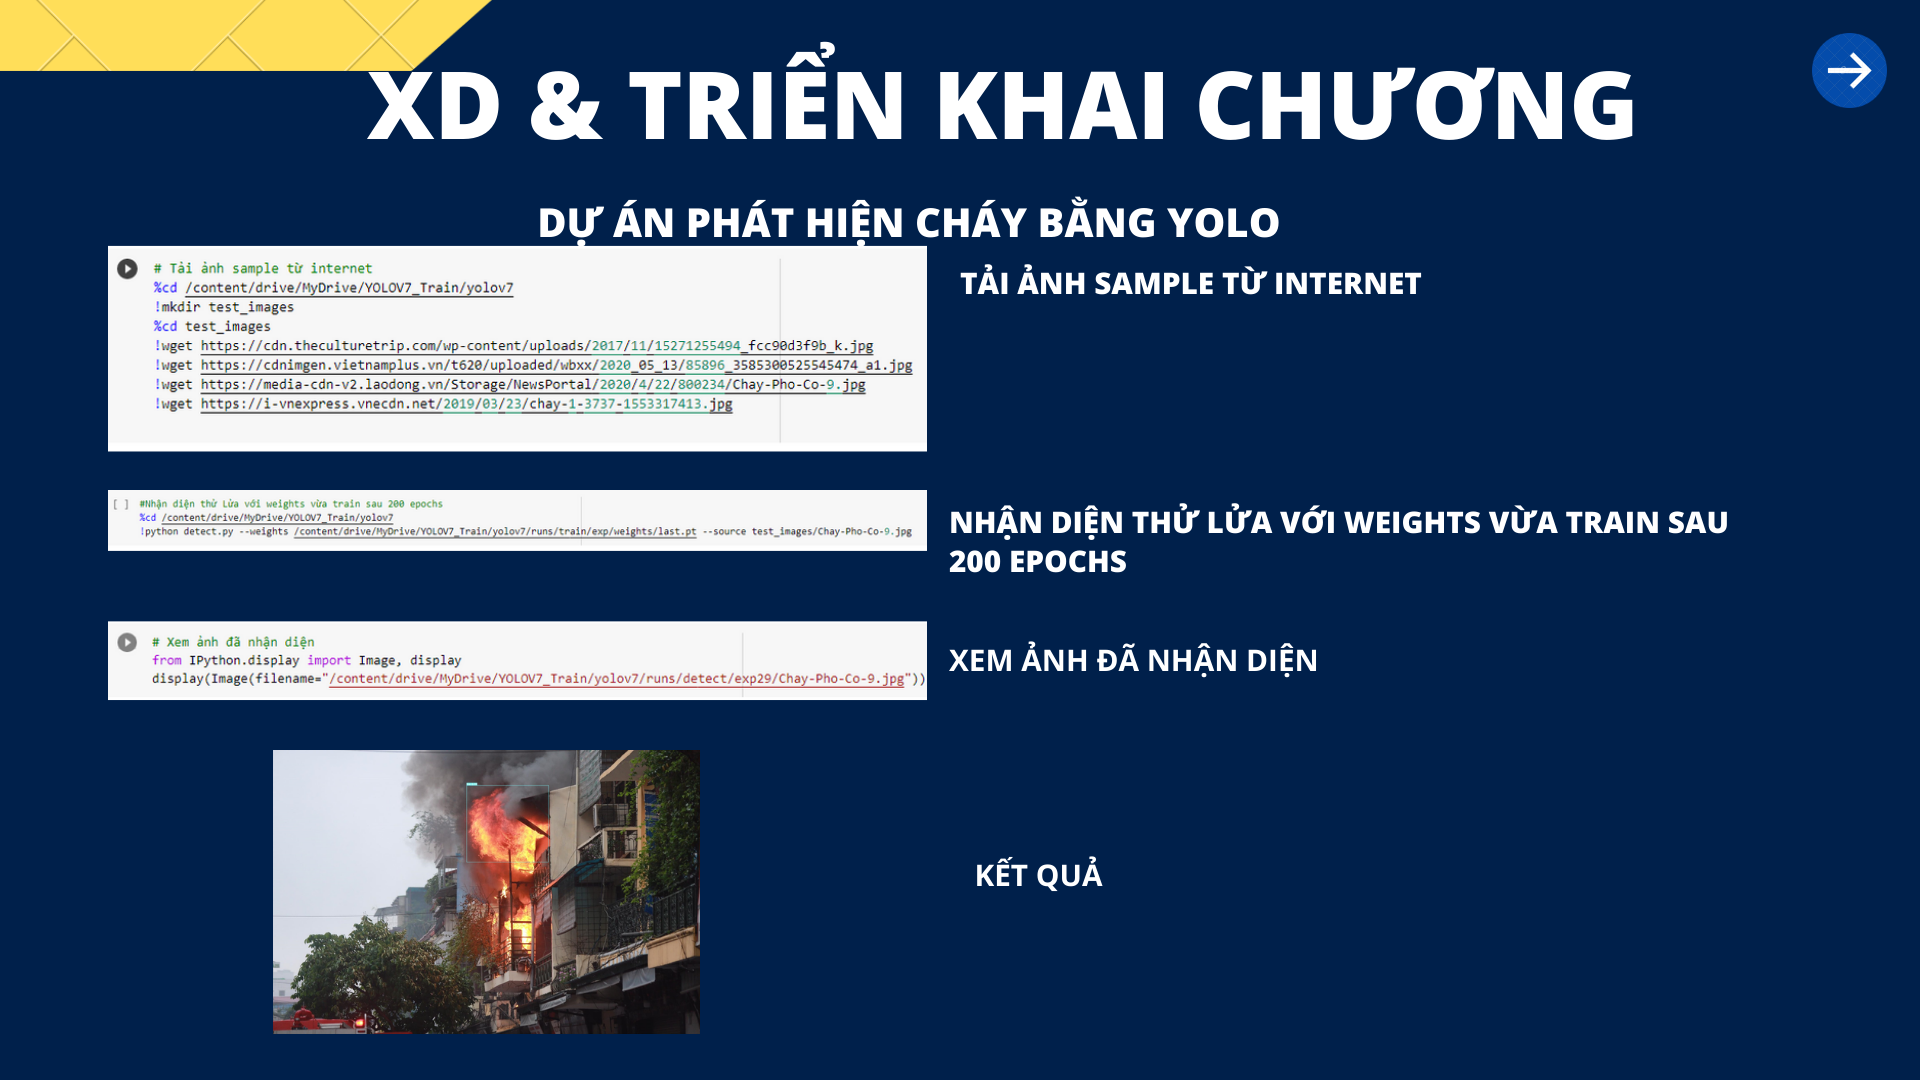 XD & TRIỂN KHAI CHƯƠNG
DỰ ÁN PHÁT HIỆN CHÁY BẰNG YOLO
# Tải ảnh sample từ internet
%cd /content/drive/MyDrive/YOLOV7_Train/yolov7
!mkdir test_images
%cd test_images
!wget https://cdn.theculturetrip.com/wp-content/uploads/2017/11/15271255494_fcc90d3f9b_k.jpg
!wget https://cdnimgen.vietnamplus.vn/t620/uploaded/wbxx/2020_05_13/85896_3585300525545474_a1.jpg
!wget https://media-cdn-v2.laodong.vn/Storage/NewsPortal/2020/4/22/800234/Chay-Pho-Co-9.jpg
!wget https://i-vnexpress.vnecdn.net/2019/03/23/chay-1-3737-1553317413.jpg
TẢI ẢNH SAMPLE TỪ INTERNET
[ ] #Nhận diện thử Lửa với weights vừa train sau 200 epochs
%cd /content/drive/MyDrive/YOLOV7_Train/yolov7
!python detect.py --weights /content/drive/MyDrive/YOLOV7_Train/yolov7/runs/train/exp/weights/last.pt --source test_images/Chay-Pho-Co-9.jpg
NHẬN DIỆN THỬ LỬA VỚI WEIGHTS VỪA TRAIN SAU
200 EPOCHS
# Xem ảnh đã nhận diện
from IPython.display import Image, display
display(Image(filename="/content/drive/MyDrive/YOLOV7_Train/yolov7/runs/detect/exp29/Chay-Pho-Co-9.jpg"))
XEM ẢNH ĐÃ NHẬN DIỆN
KẾT QUẢ